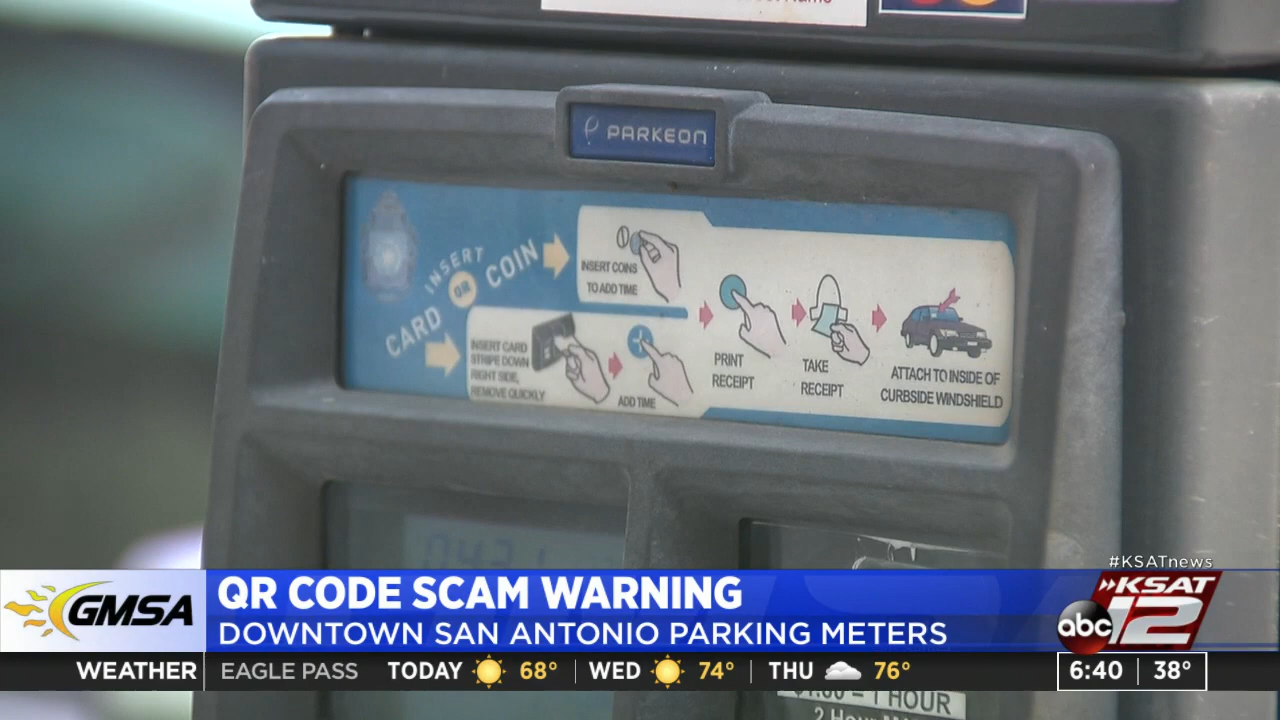 PARKEON
CARD OR COIN
INSERT
INSERT COINS
TO ADD TIME
INSERT CARD
STRIPE DOWN
RIGHT SIDE,
REMOVE QUICKLY
ADD TIME
PRINT
RECEIPT
TAKE
RECEIPT
ATTACH TO INSIDE OF
CURBSIDE WINDSHIELD
#KSATnews
GMSA
QR CODE SCAM WARNING
DOWNTOWN SAN ANTONIO PARKING METERS
abc
KSAT
12
WEATHER EAGLE PASS TODAY 68° WED 74° THU 76° 6:40 38°
= 1 HOUR
2 Hour